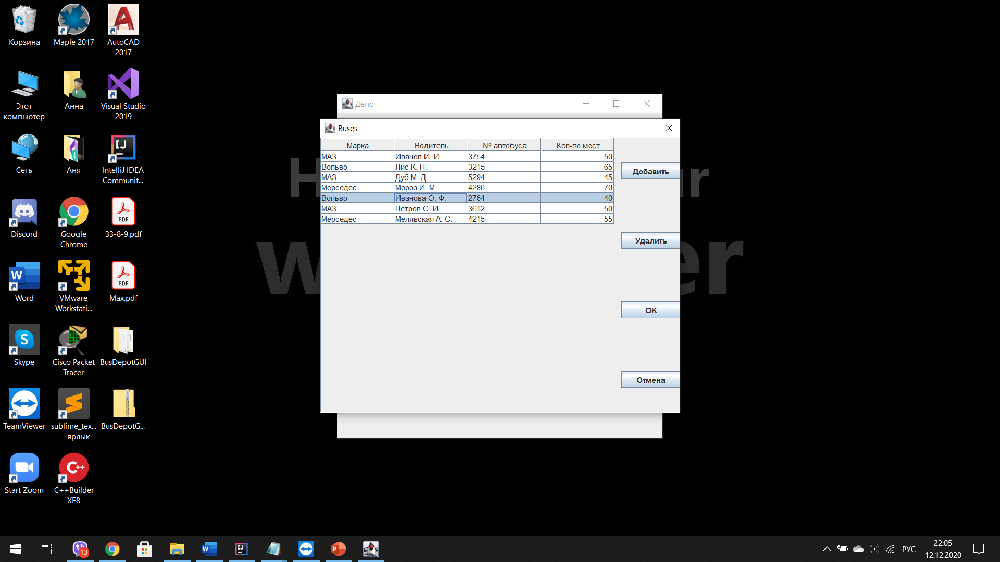 Корзина
Maple 2017
AutoCAD
2017
Этот
компьютер
Анна
Visual Studio
2019
Сеть
Аня
IntelliJ IDEA
Communit...
Discord
Google
Chrome
33-8-9.pdf
Word
VMware
Workstati...
Max.pdf
Skype
Cisco Packet
Tracer
BusDepotGUI
TeamViewer
sublime_tex...
— ярлык
BusDepotG...
Start Zoom
C++Builder
XE8
Депо
Buses
Марка Водитель № автобуса Кол-во мест
МАЗ Иванов И. И. 3754 50
Вольво Лис К. П. 3215 65
МАЗ Дуб М. Д. 5294 45
Мерседес Мороз И. М. 4286 70
Вольво Иванова О. Ф. 2764 40
МАЗ Петров С. И. 3612 50
Мерседес Мелявская А. С. 4215 55
Добавить
Удалить
OK
Отмена
13
РУС
22:05
12.12.2020